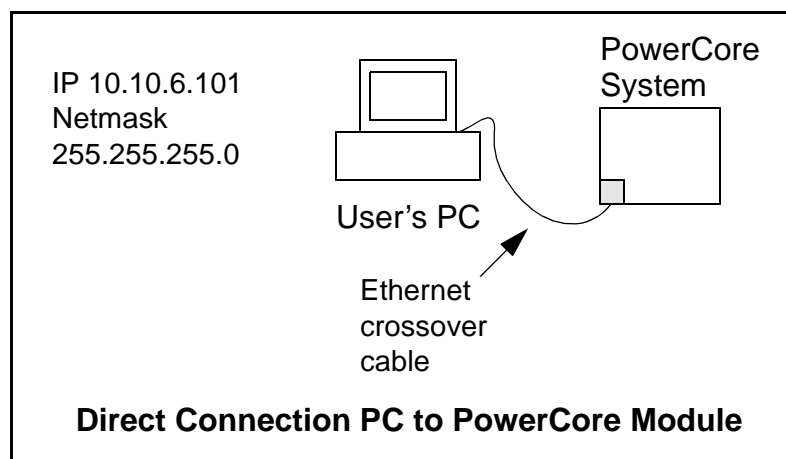 IP 10.10.6.101
Netmask
255.255.255.0
PowerCore
System
User's PC
Ethernet
crossover
cable
Direct Connection PC to PowerCore Module